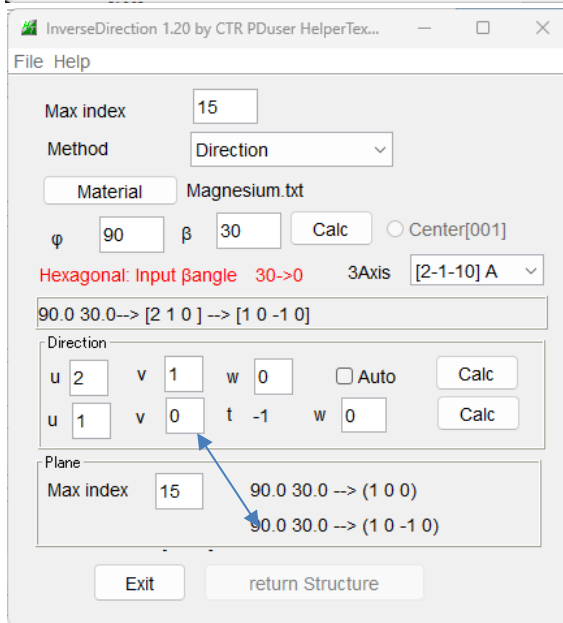 InverseDirection 1.20 by CTR PDuser HelperTex...
File Help
Max index 15
Method Direction
Material Magnesium.txt
φ 90 β 30 Calc Center[001]
Hexagonal: Input βangle 30->0 3Axis [2-1-10] A
90.0 30.0--> [2 1 0 ] --> [1 0 -1 0]
Direction
u 2 v 1 w 0 Auto Calc
u 1 v 0 t -1 w 0 Calc
Plane
Max index 15 90.0 30.0 --> (1 0 0)
90.0 30.0 --> (1 0 -1 0)
Exit return Structure